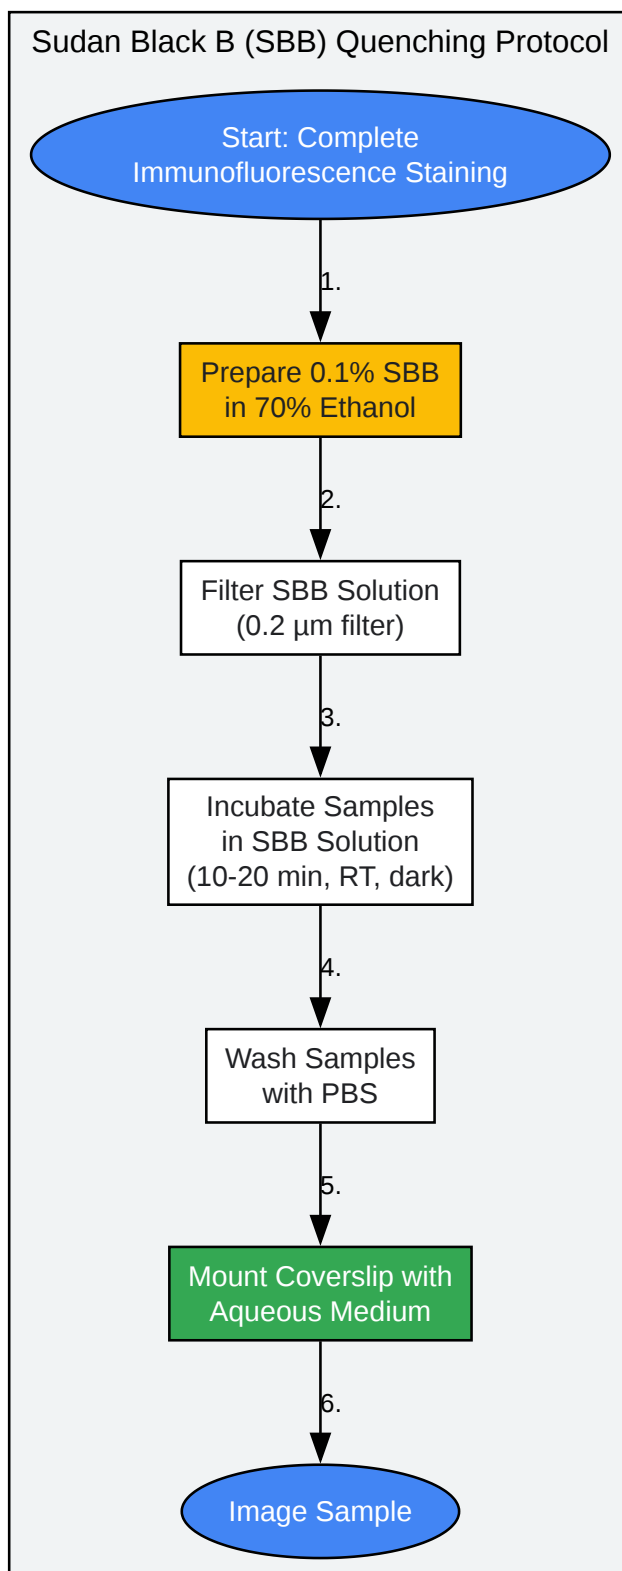 Sudan Black B (SBB) Quenching Protocol
Start: Complete
Immunofluorescence Staining
1.
Prepare 0.1% SBB
in 70% Ethanol
2.
Filter SBB Solution
(0.2 µm filter)
3.
Incubate Samples
in SBB Solution
(10-20 min, RT, dark)
4.
Wash Samples
with PBS
5.
Mount Coverslip with
Aqueous Medium
6.
Image Sample